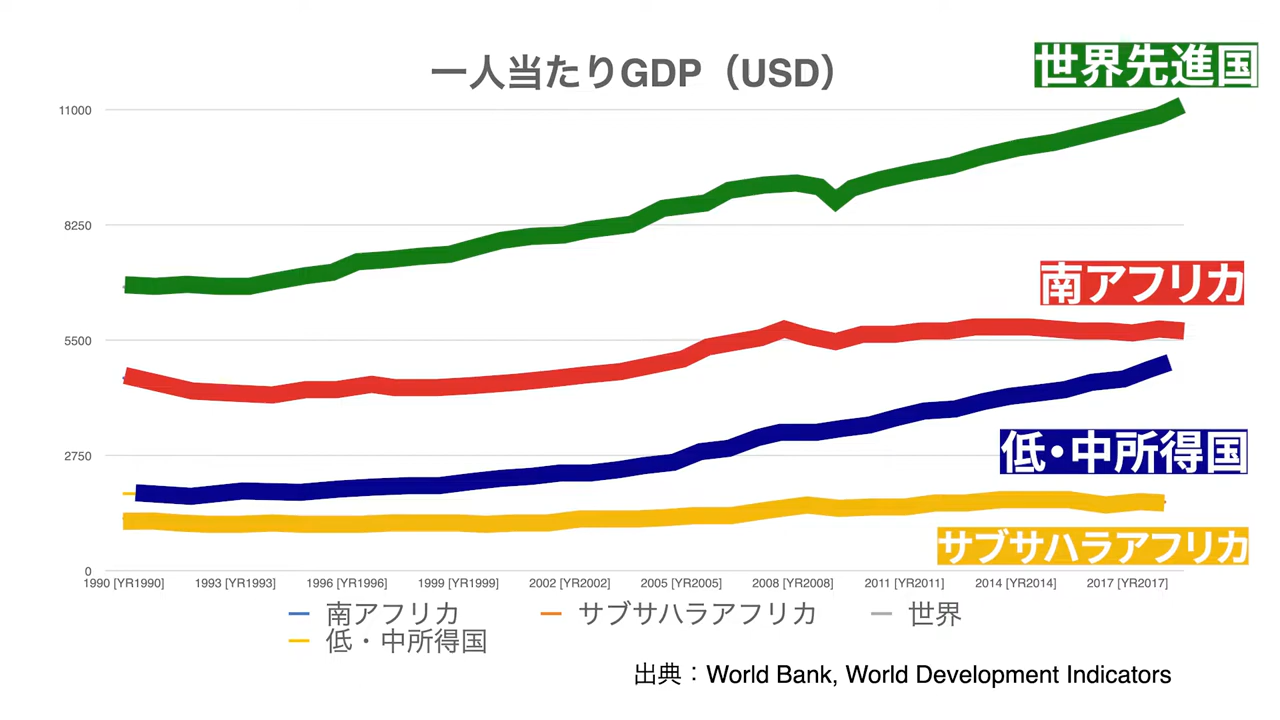 一人当たりGDP（USD）
世界先進国
11000
8250
南アフリカ
5500
低・中所得国
2750
サブサハラアフリカ
0
1990 [YR1990] 1993 [YR1993] 1996 [YR1996] 1999 [YR1999] 2002 [YR2002] 2005 [YR2005] 2008 [YR2008] 2011 [YR2011] 2014 [YR2014] 2017 [YR2017]
南アフリカ サブサハラアフリカ 世界
低・中所得国
出典：World Bank, World Development Indicators